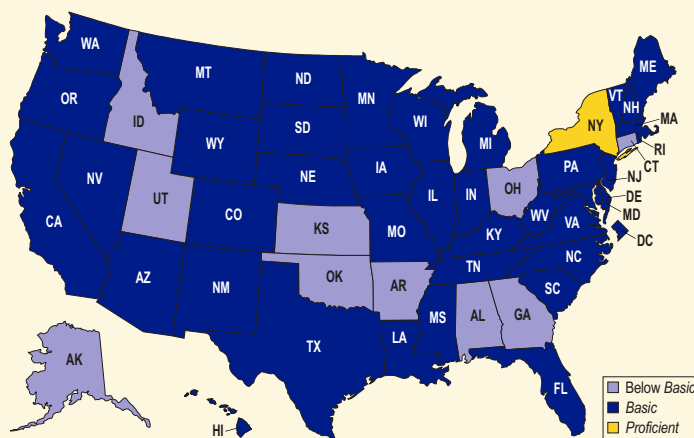 WA
MT
ND
MN
ME
VT
NH
MA
RI
CT
NJ
DE
MD
DC
OR
ID
WY
SD
WI
MI
NY
PA
NV
UT
CO
NE
IA
IL
IN
OH
WV
VA
CA
AZ
NM
KS
MO
KY
NC
TN
SC
OK
AR
MS
AL
GA
TX
LA
FL
AK
HI
Below Basic
Basic
Proficient